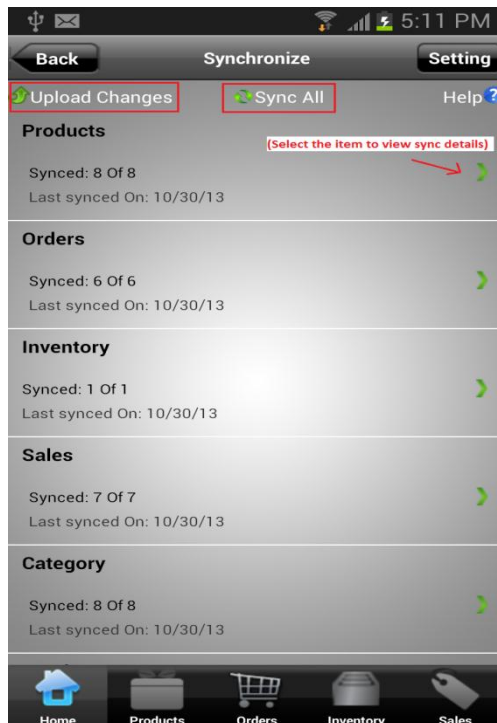 5:11 PM
Back
Synchronize
Setting
Upload Changes
Sync All
Help?
Products
(Select the item to view sync details)
Synced: 8 Of 8
Last synced On: 10/30/13
Orders
Synced: 6 Of 6
Last synced On: 10/30/13
Inventory
Synced: 1 Of 1
Last synced On: 10/30/13
Sales
Synced: 7 Of 7
Last synced On: 10/30/13
Category
Synced: 8 Of 8
Last synced On: 10/30/13
Home
Products
Orders
Inventory
Sales